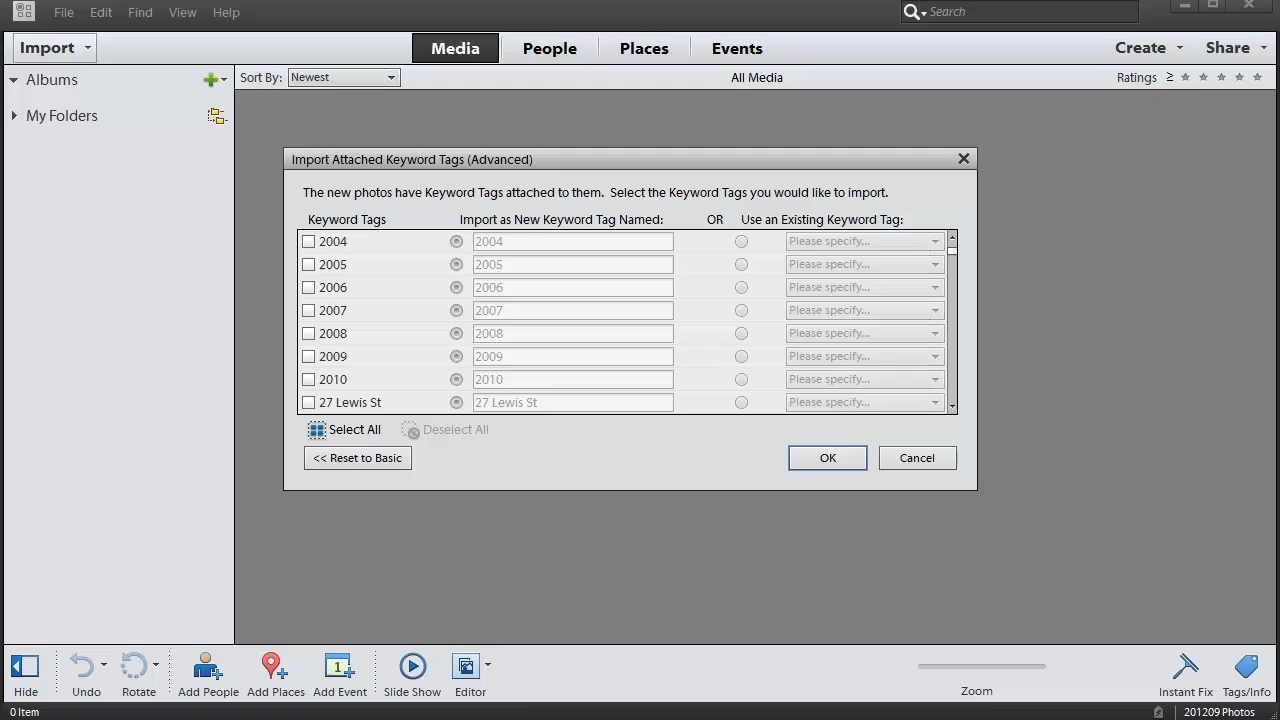 File Edit Find View Help Search
Import Media People Places Events Create Share
Albums Sort By: Newest All Media Ratings ≥
My Folders
Import Attached Keyword Tags (Advanced)
The new photos have Keyword Tags attached to them. Select the Keyword Tags you would like to import.
Keyword Tags Import as New Keyword Tag Named: OR Use an Existing Keyword Tag:
2004 2004 Please specify...
2005 2005 Please specify...
2006 2006 Please specify...
2007 2007 Please specify...
2008 2008 Please specify...
2009 2009 Please specify...
2010 2010 Please specify...
27 Lewis St 27 Lewis St Please specify...
Select All Deselect All
<< Reset to Basic OK Cancel
1
Hide Undo Rotate Add People Add Places Add Event Slide Show Editor Zoom Instant Fix Tags/Info
0 Item 201209 Photos